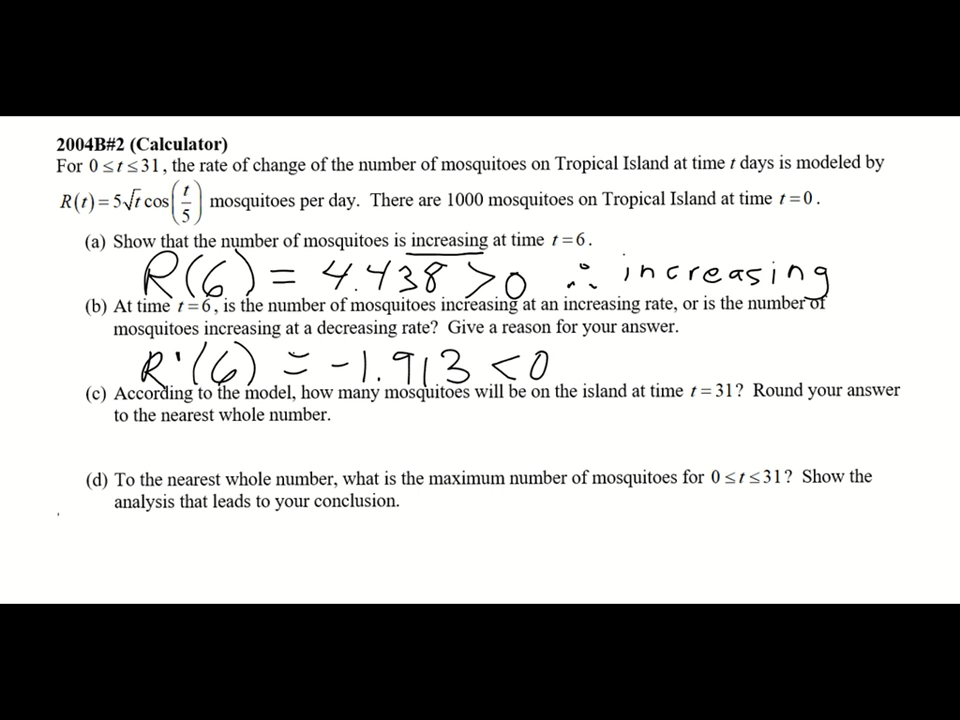 2004B#2 (Calculator)
For 0 ≤ t ≤ 31, the rate of change of the number of mosquitoes on Tropical Island at time t days is modeled by
R(t) = 5√t cos(t/5) mosquitoes per day. There are 1000 mosquitoes on Tropical Island at time t = 0.
(a) Show that the number of mosquitoes is increasing at time t = 6.
R(6) = 4.438 > 0 ∴ increasing
(b) At time t = 6, is the number of mosquitoes increasing at an increasing rate, or is the number of
mosquitoes increasing at a decreasing rate? Give a reason for your answer.
R'(6) = -1.913 < 0
(c) According to the model, how many mosquitoes will be on the island at time t = 31? Round your answer
to the nearest whole number.
(d) To the nearest whole number, what is the maximum number of mosquitoes for 0 ≤ t ≤ 31? Show the
analysis that leads to your conclusion.